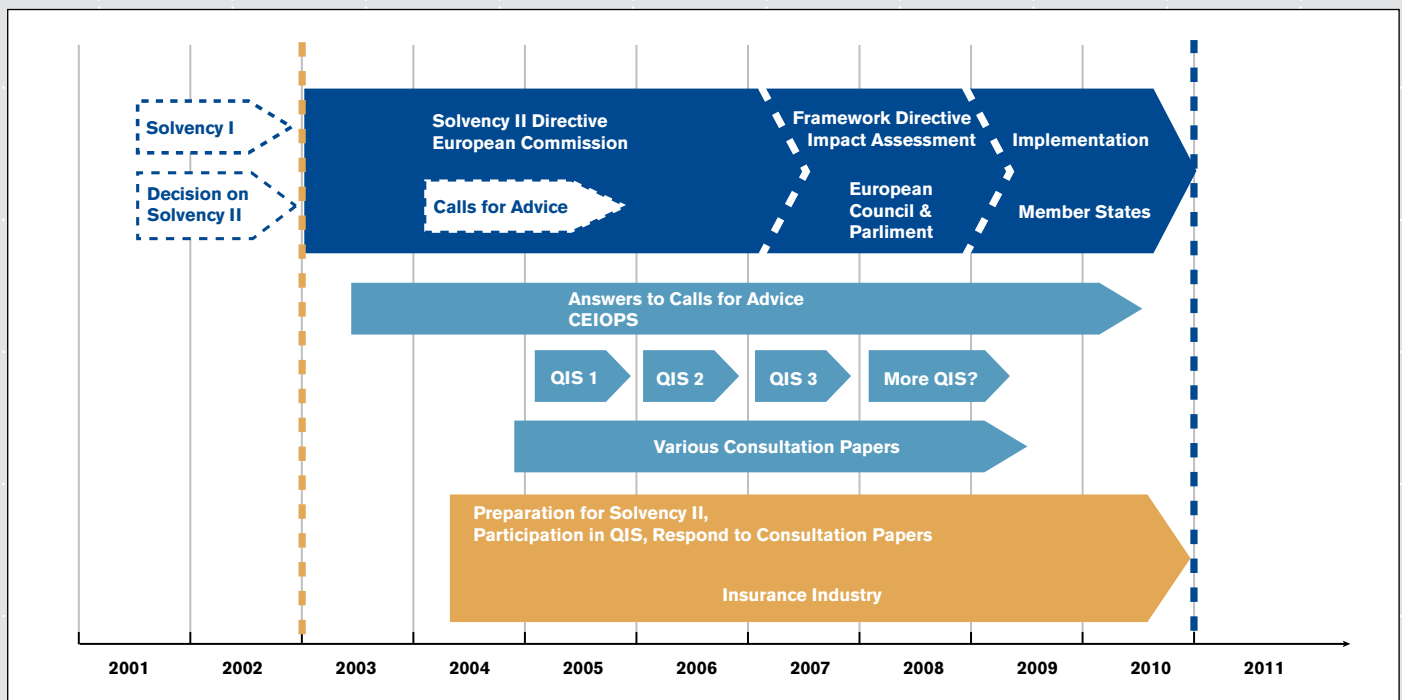 Solvency I
Decision on
Solvency II
Solvency II Directive
European Commission
Calls for Advice
Framework Directive
Impact Assessment
European
Council &
Parliment
Implementation
Member States
Answers to Calls for Advice
CEIOPS
QIS 1
QIS 2
QIS 3
More QIS?
Various Consultation Papers
Preparation for Solvency II,
Participation in QIS, Respond to Consultation Papers
Insurance Industry
2001 2002 2003 2004 2005 2006 2007 2008 2009 2010 2011